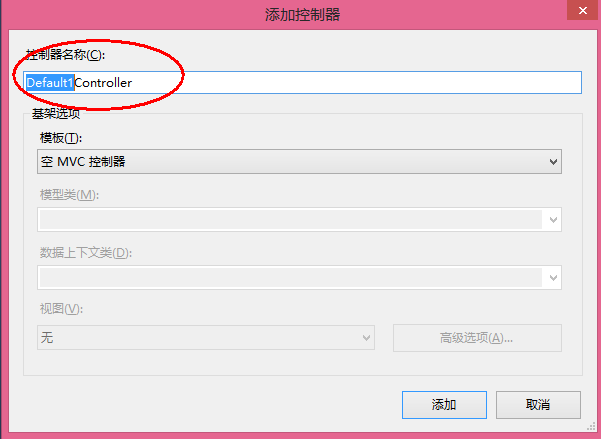 添加控制器
控制器名称(C):
Default1Controller
基架选项
模板(T):
空 MVC 控制器
模型类(M):
数据上下文类(D):
视图(V):
无
高级选项(A)...
添加
取消